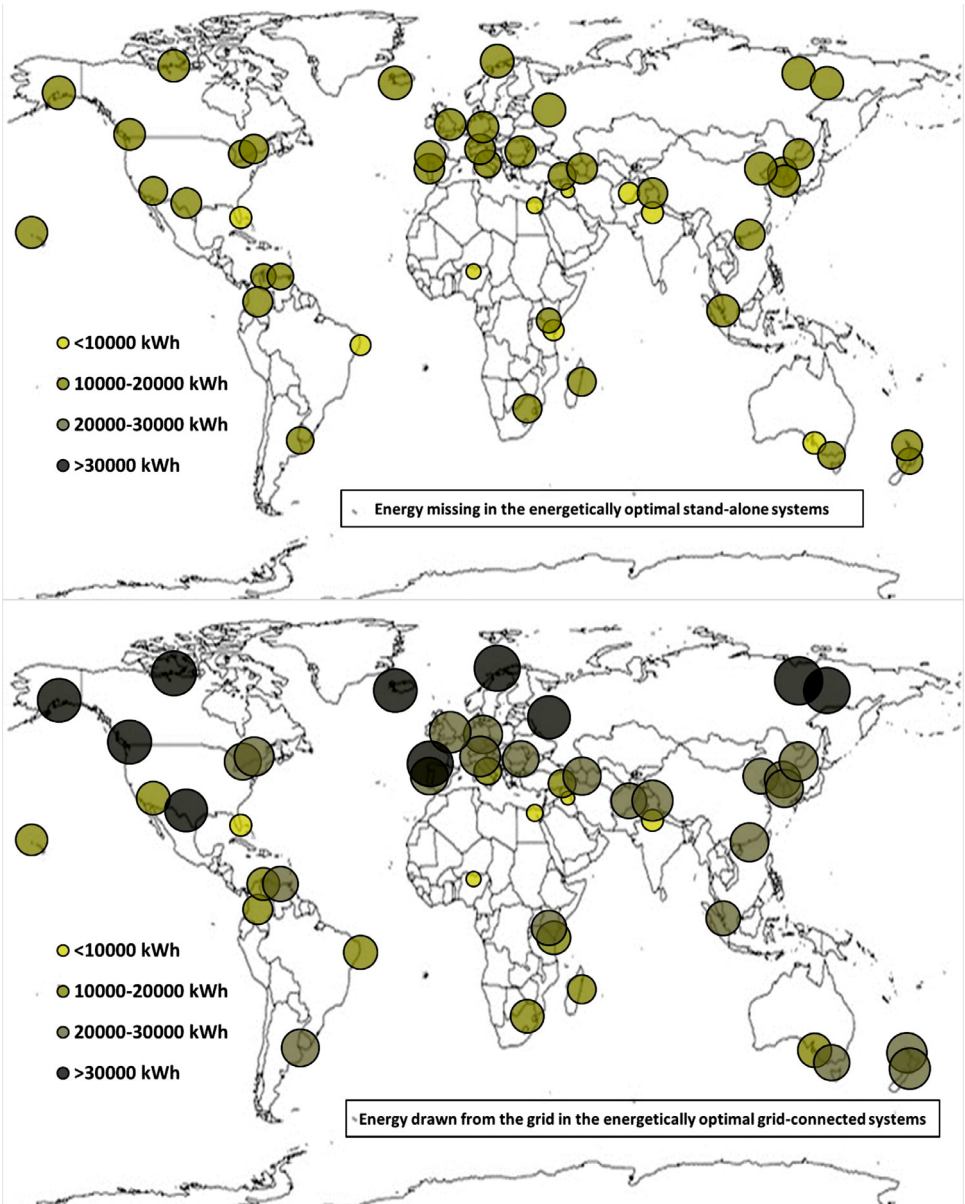 <10000 kWh
10000-20000 kWh
20000-30000 kWh
>30000 kWh
Energy missing in the energetically optimal stand-alone systems
<10000 kWh
10000-20000 kWh
20000-30000 kWh
>30000 kWh
Energy drawn from the grid in the energetically optimal grid-connected systems